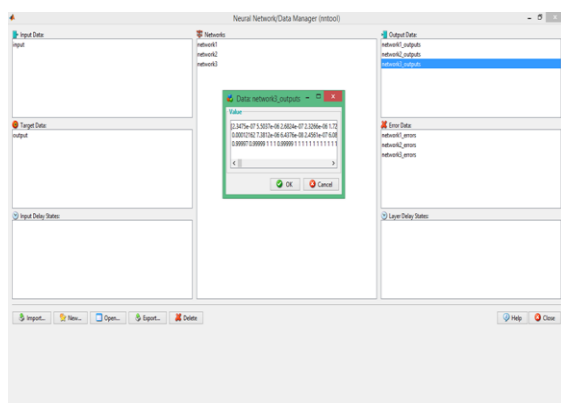 Neural Network/Data Manager (nntool)
Input Data:
input
Networks
network1
network2
network3
Output Data:
network1_outputs
network2_outputs
network3_outputs
Data: network3_outputs
Value
[2.3475e-07 5.5037e-06 2.6824e-07 2.3266e-06 1.72
0.00012162 7.3812e-06 6.4376e-08 2.4561e-07 6.08
0.99997 0.99999 1 1 1 0.99999 1 1 1 1 1 1 1 1 1 1 1
OK
Cancel
Target Data:
output
Error Data:
network1_errors
network2_errors
network3_errors
Input Delay States:
Layer Delay States:
Import...
New...
Open...
Export...
Delete
Help
Close